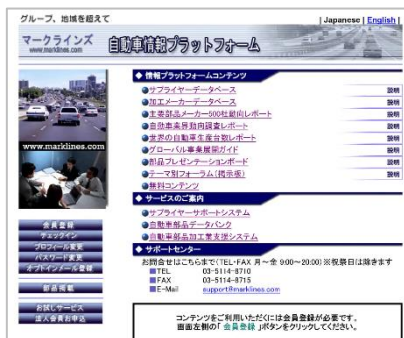 グループ、地域を超えて
| Japanese | English |
マークラインズ
www.marklines.com
自動車情報プラットフォーム
www.marklines.com
会員登録
チェックイン
プロフィール変更
パスワード変更
オプトインメール登録
部品掲載
お試しサービス
法人会員お申込
◆ 情報プラットフォームコンテンツ
サプライヤーデータベース 説明
加工メーカーデータベース 説明
主要部品メーカー500社動向レポート 説明
自動車業界動向調査レポート 説明
世界の自動車生産台数レポート 説明
グローバル事業展開ガイド 説明
部品プレゼンテーションボード 説明
テーマ別フォーラム(掲示板) 説明
無料コンテンツ
◆ サービスのご案内
サプライヤーサポートシステム
自動車部品データバンク
自動車部品加工業支援システム
◆ サポートセンター
お問合せはこちらまで(TEL・FAX 月~金 9:00~20:00) ※祝祭日は除きます
■TEL 03-5114-8710
■FAX 03-5114-8715
■E-Mail support@marklines.com
コンテンツをご利用いただくには会員登録が必要です。
画面左側の「 会員登録 」ボタンをクリックしてください。